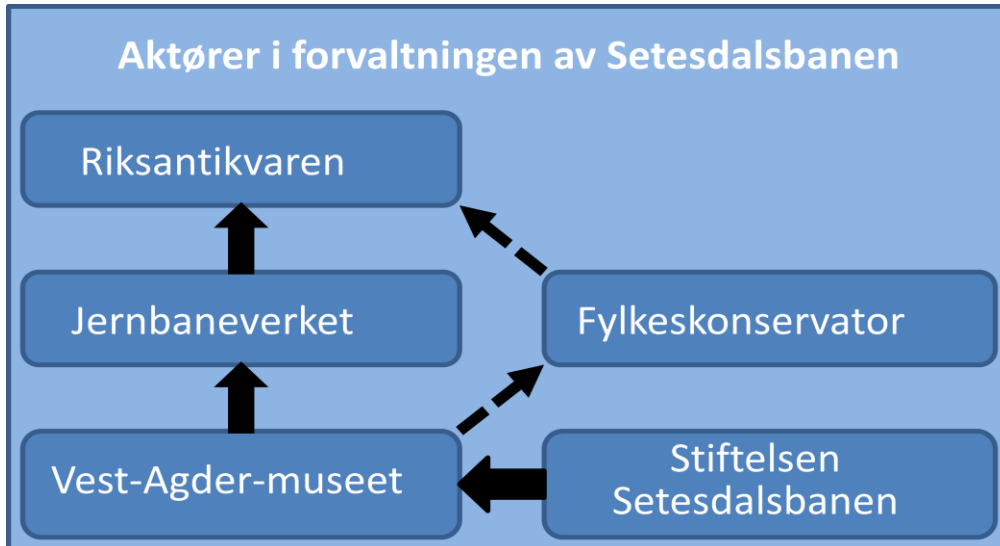 Aktører i forvaltningen av Setesdalsbanen
Riksantikvaren
Jernbaneverket
Fylkeskonservator
Vest-Agder-museet
Stiftelsen
Setesdalsbanen